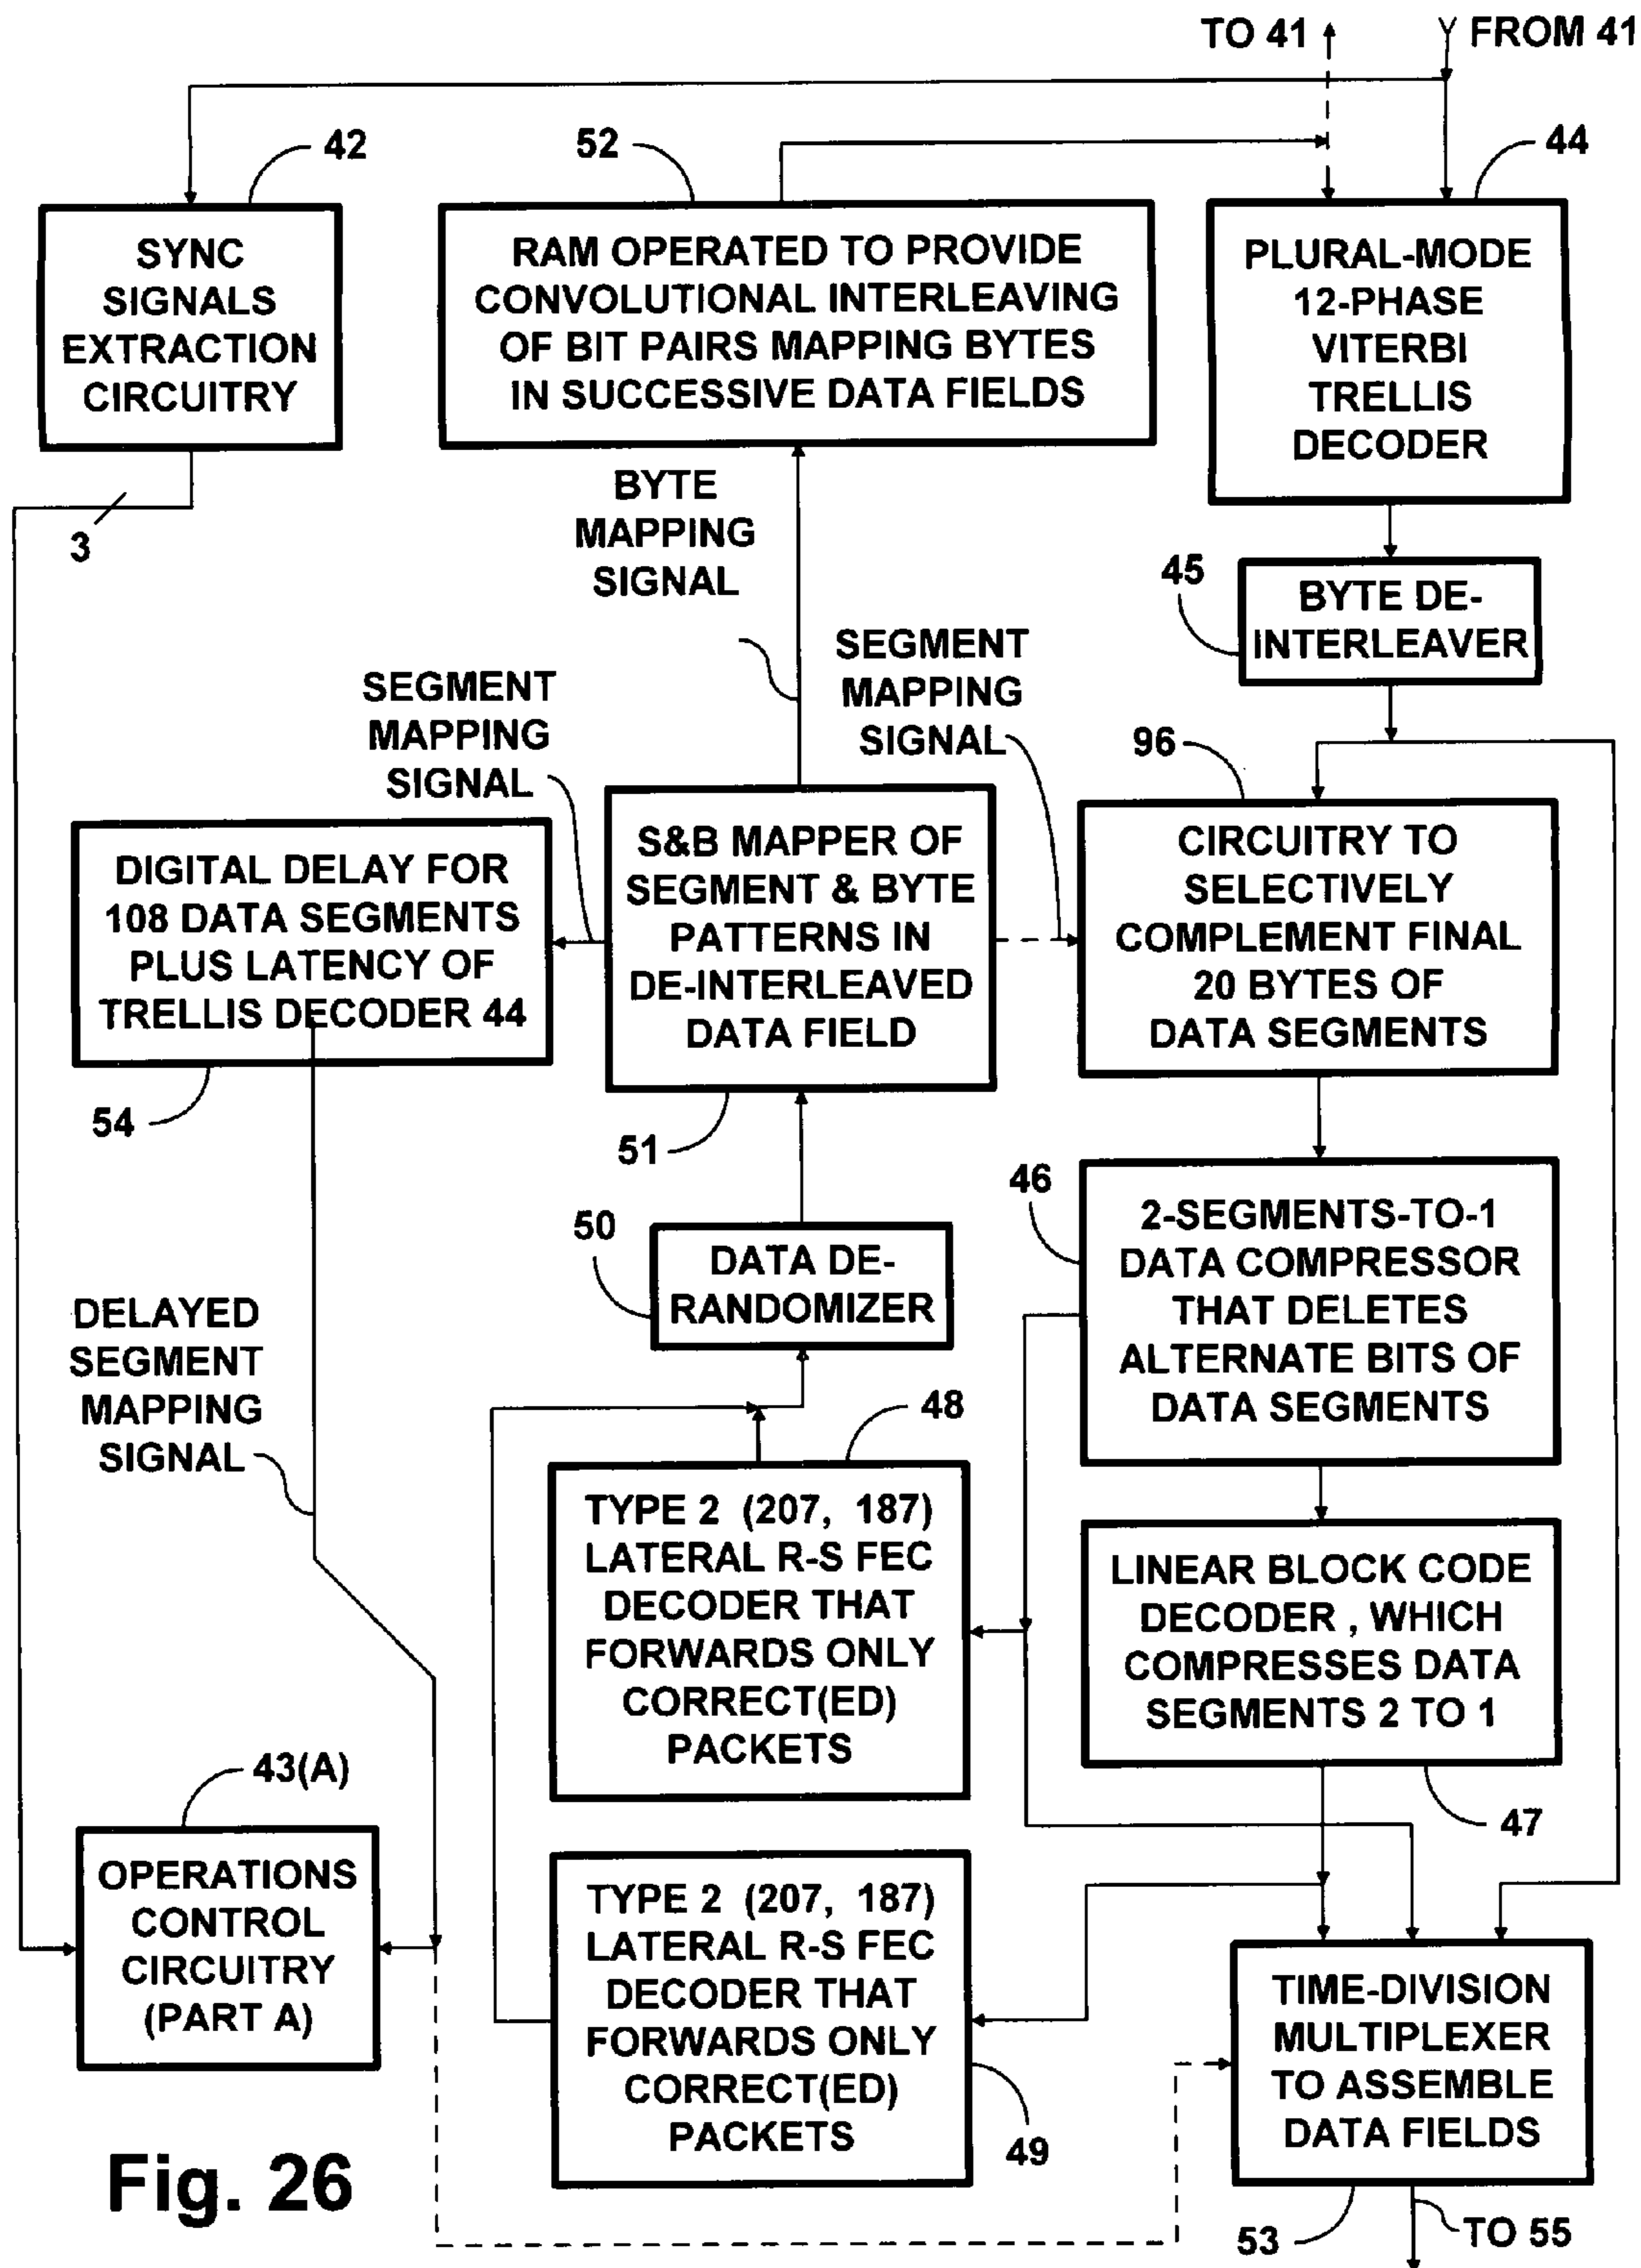 TO 41
FROM 41
42
52
44
SYNC
SIGNALS
EXTRACTION
CIRCUITRY
RAM OPERATED TO PROVIDE
CONVOLUTIONAL INTERLEAVING
OF BIT PAIRS MAPPING BYTES
IN SUCCESSIVE DATA FIELDS
PLURAL-MODE
12-PHASE
VITERBI
TRELLIS
DECODER
3
BYTE
MAPPING
SIGNAL
45
BYTE DE-
INTERLEAVER
SEGMENT
MAPPING
SIGNAL
SEGMENT
MAPPING
SIGNAL
96
DIGITAL DELAY FOR
108 DATA SEGMENTS
PLUS LATENCY OF
TRELLIS DECODER 44
S&B MAPPER OF
SEGMENT & BYTE
PATTERNS IN
DE-INTERLEAVED
DATA FIELD
CIRCUITRY TO
SELECTIVELY
COMPLEMENT FINAL
20 BYTES OF
DATA SEGMENTS
54
51
46
50
DATA DE-
RANDOMIZER
2-SEGMENTS-TO-1
DATA COMPRESSOR
THAT DELETES
ALTERNATE BITS OF
DATA SEGMENTS
DELAYED
SEGMENT
MAPPING
SIGNAL
48
TYPE 2 (207, 187)
LATERAL R-S FEC
DECODER THAT
FORWARDS ONLY
CORRECT(ED)
PACKETS
LINEAR BLOCK CODE
DECODER , WHICH
COMPRESSES DATA
SEGMENTS 2 TO 1
43(A)
47
OPERATIONS
CONTROL
CIRCUITRY
(PART A)
TYPE 2 (207, 187)
LATERAL R-S FEC
DECODER THAT
FORWARDS ONLY
CORRECT(ED)
PACKETS
49
TIME-DIVISION
MULTIPLEXER
TO ASSEMBLE
DATA FIELDS
Fig. 26
53
TO 55